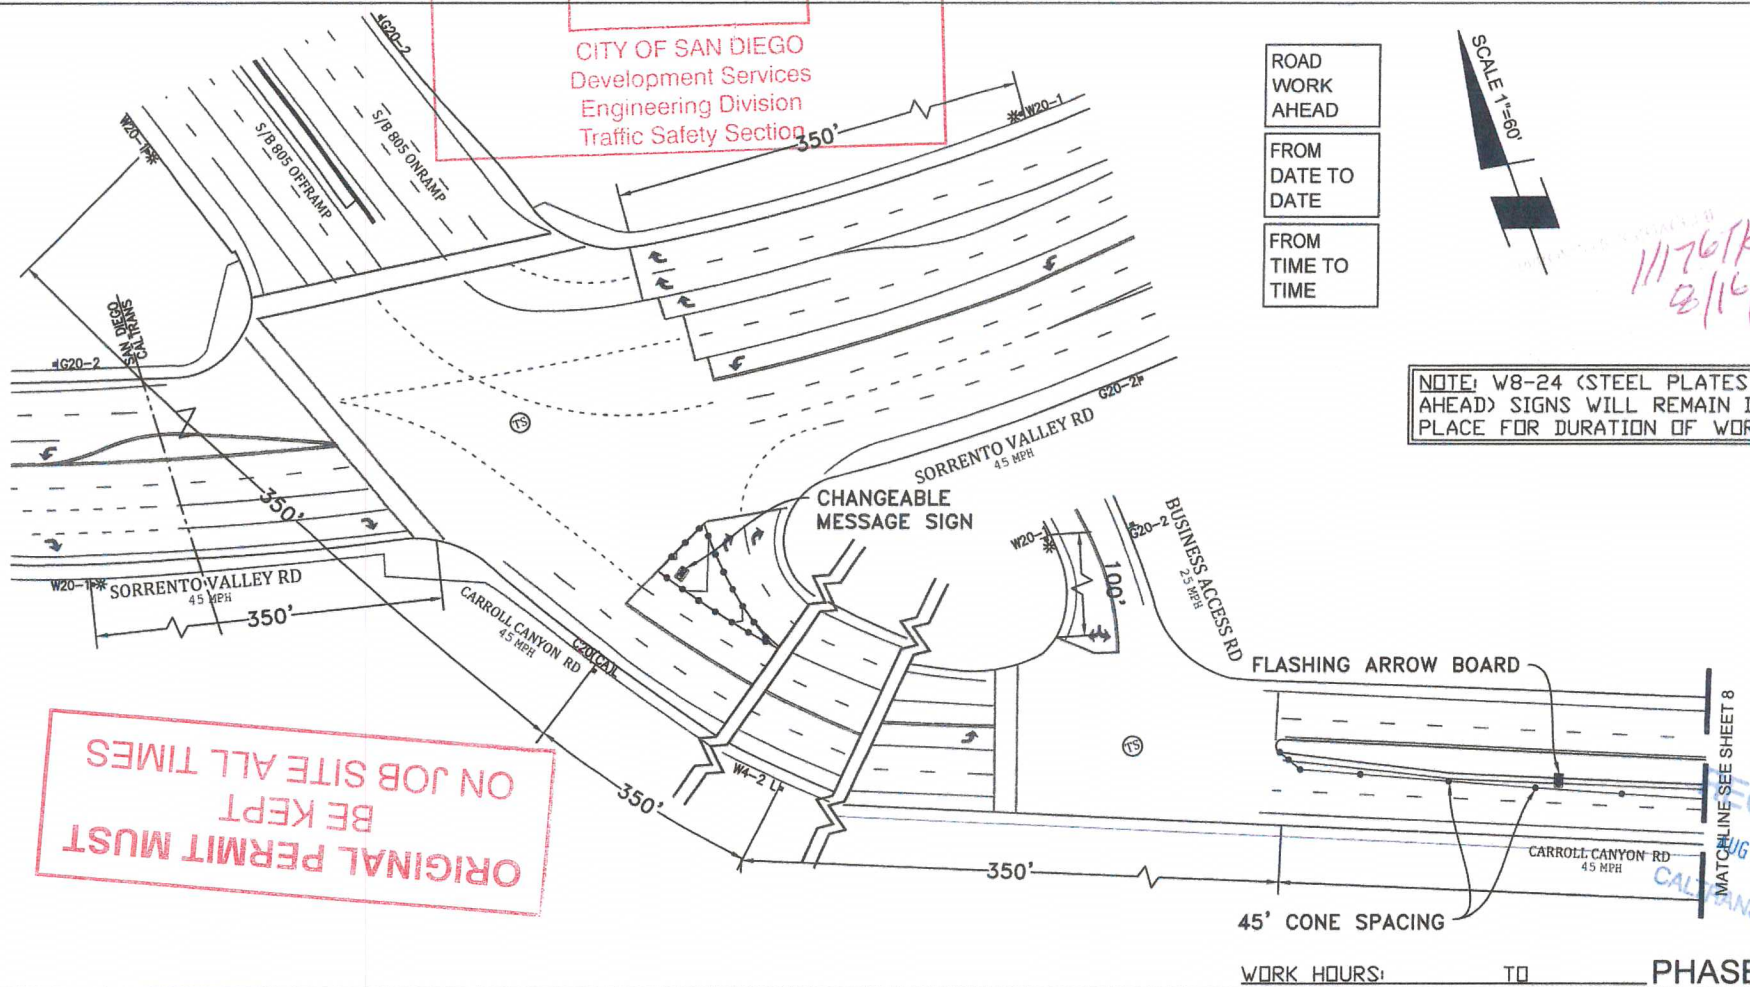 CITY OF SAN DIEGO
Development Services
Engineering Division
Traffic Safety Section
G20-2
W20-1
S/B 805 OFFRAMP
S/B 805 ONRAMP
350'
W20-1
ROAD
WORK
AHEAD
FROM
DATE TO
DATE
FROM
TIME TO
TIME
SCALE 1"=60'
NOTE: W8-24 (STEEL PLATES
AHEAD) SIGNS WILL REMAIN I
PLACE FOR DURATION OF WOR
SAN DIEGO
CALTRANS
G20-2
TS
G20-2
SORRENTO VALLEY RD
45 MPH
350'
CHANGEABLE
MESSAGE SIGN
W20-1
SORRENTO VALLEY RD
45 MPH
350'
CARROLL CANYON RD
45 MPH
C20(CA)L
W20-1
100'
G20-2
BUSINESS ACCESS RD
25 MPH
FLASHING ARROW BOARD
TS
W4-2 L
350'
350'
ORIGINAL PERMIT MUST
BE KEPT
ON JOB SITE ALL TIMES
MATCHLINE SEE SHEET 8
CARROLL CANYON RD
45 MPH
AUG
45' CONE SPACING
WORK HOURS: TO
PHASE